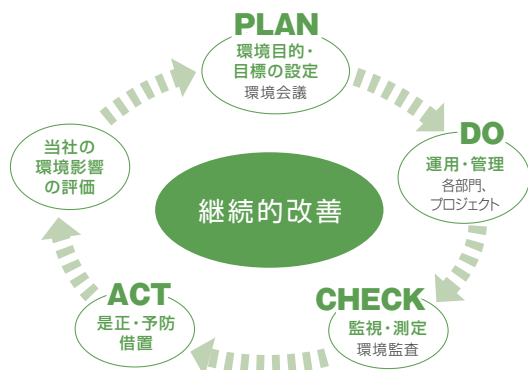 PLAN
環境目的・
目標の設定
環境会議
DO
運用・管理
各部門、
プロジェクト
CHECK
監視・測定
環境監査
ACT
是正・予防
借置
当社の
環境影響
の評価
継続的改善